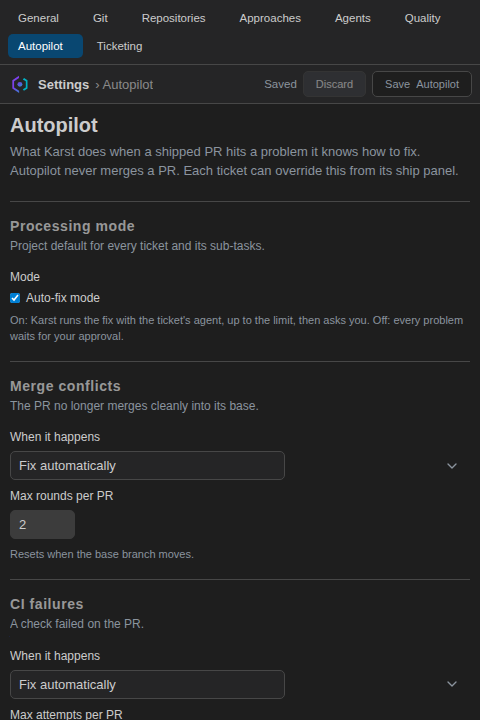 General Git Repositories Approaches Agents Quality
Autopilot Ticketing
Settings › Autopilot Saved Discard Save Autopilot
Autopilot
What Karst does when a shipped PR hits a problem it knows how to fix.
Autopilot never merges a PR. Each ticket can override this from its ship panel.
Processing mode
Project default for every ticket and its sub-tasks.
Mode
Auto-fix mode
On: Karst runs the fix with the ticket's agent, up to the limit, then asks you. Off: every problem
waits for your approval.
Merge conflicts
The PR no longer merges cleanly into its base.
When it happens
Fix automatically
Max rounds per PR
2
Resets when the base branch moves.
CI failures
A check failed on the PR.
When it happens
Fix automatically
Max attempts per PR